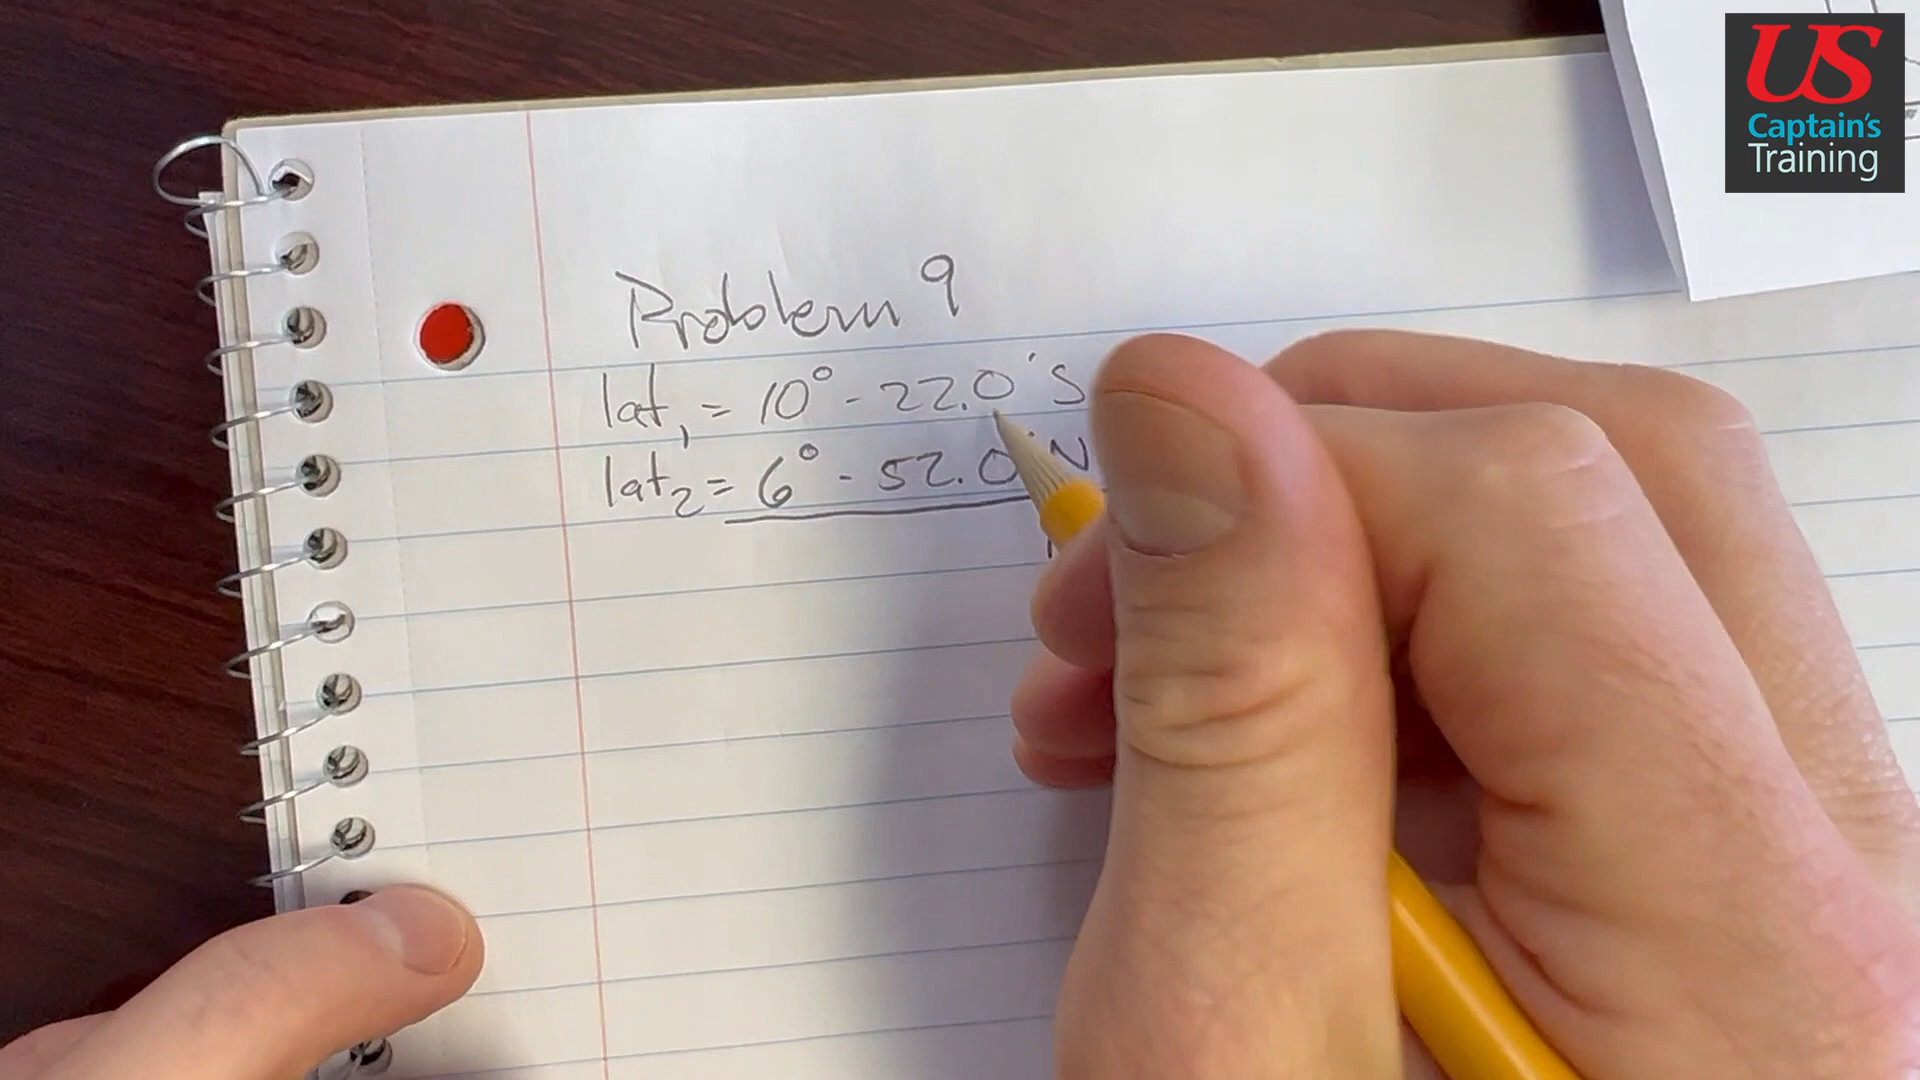 US
Captain's
Training
Problem 9
lat₁ = 10° - 22.0' S
lat₂ = 6° - 52.0' N